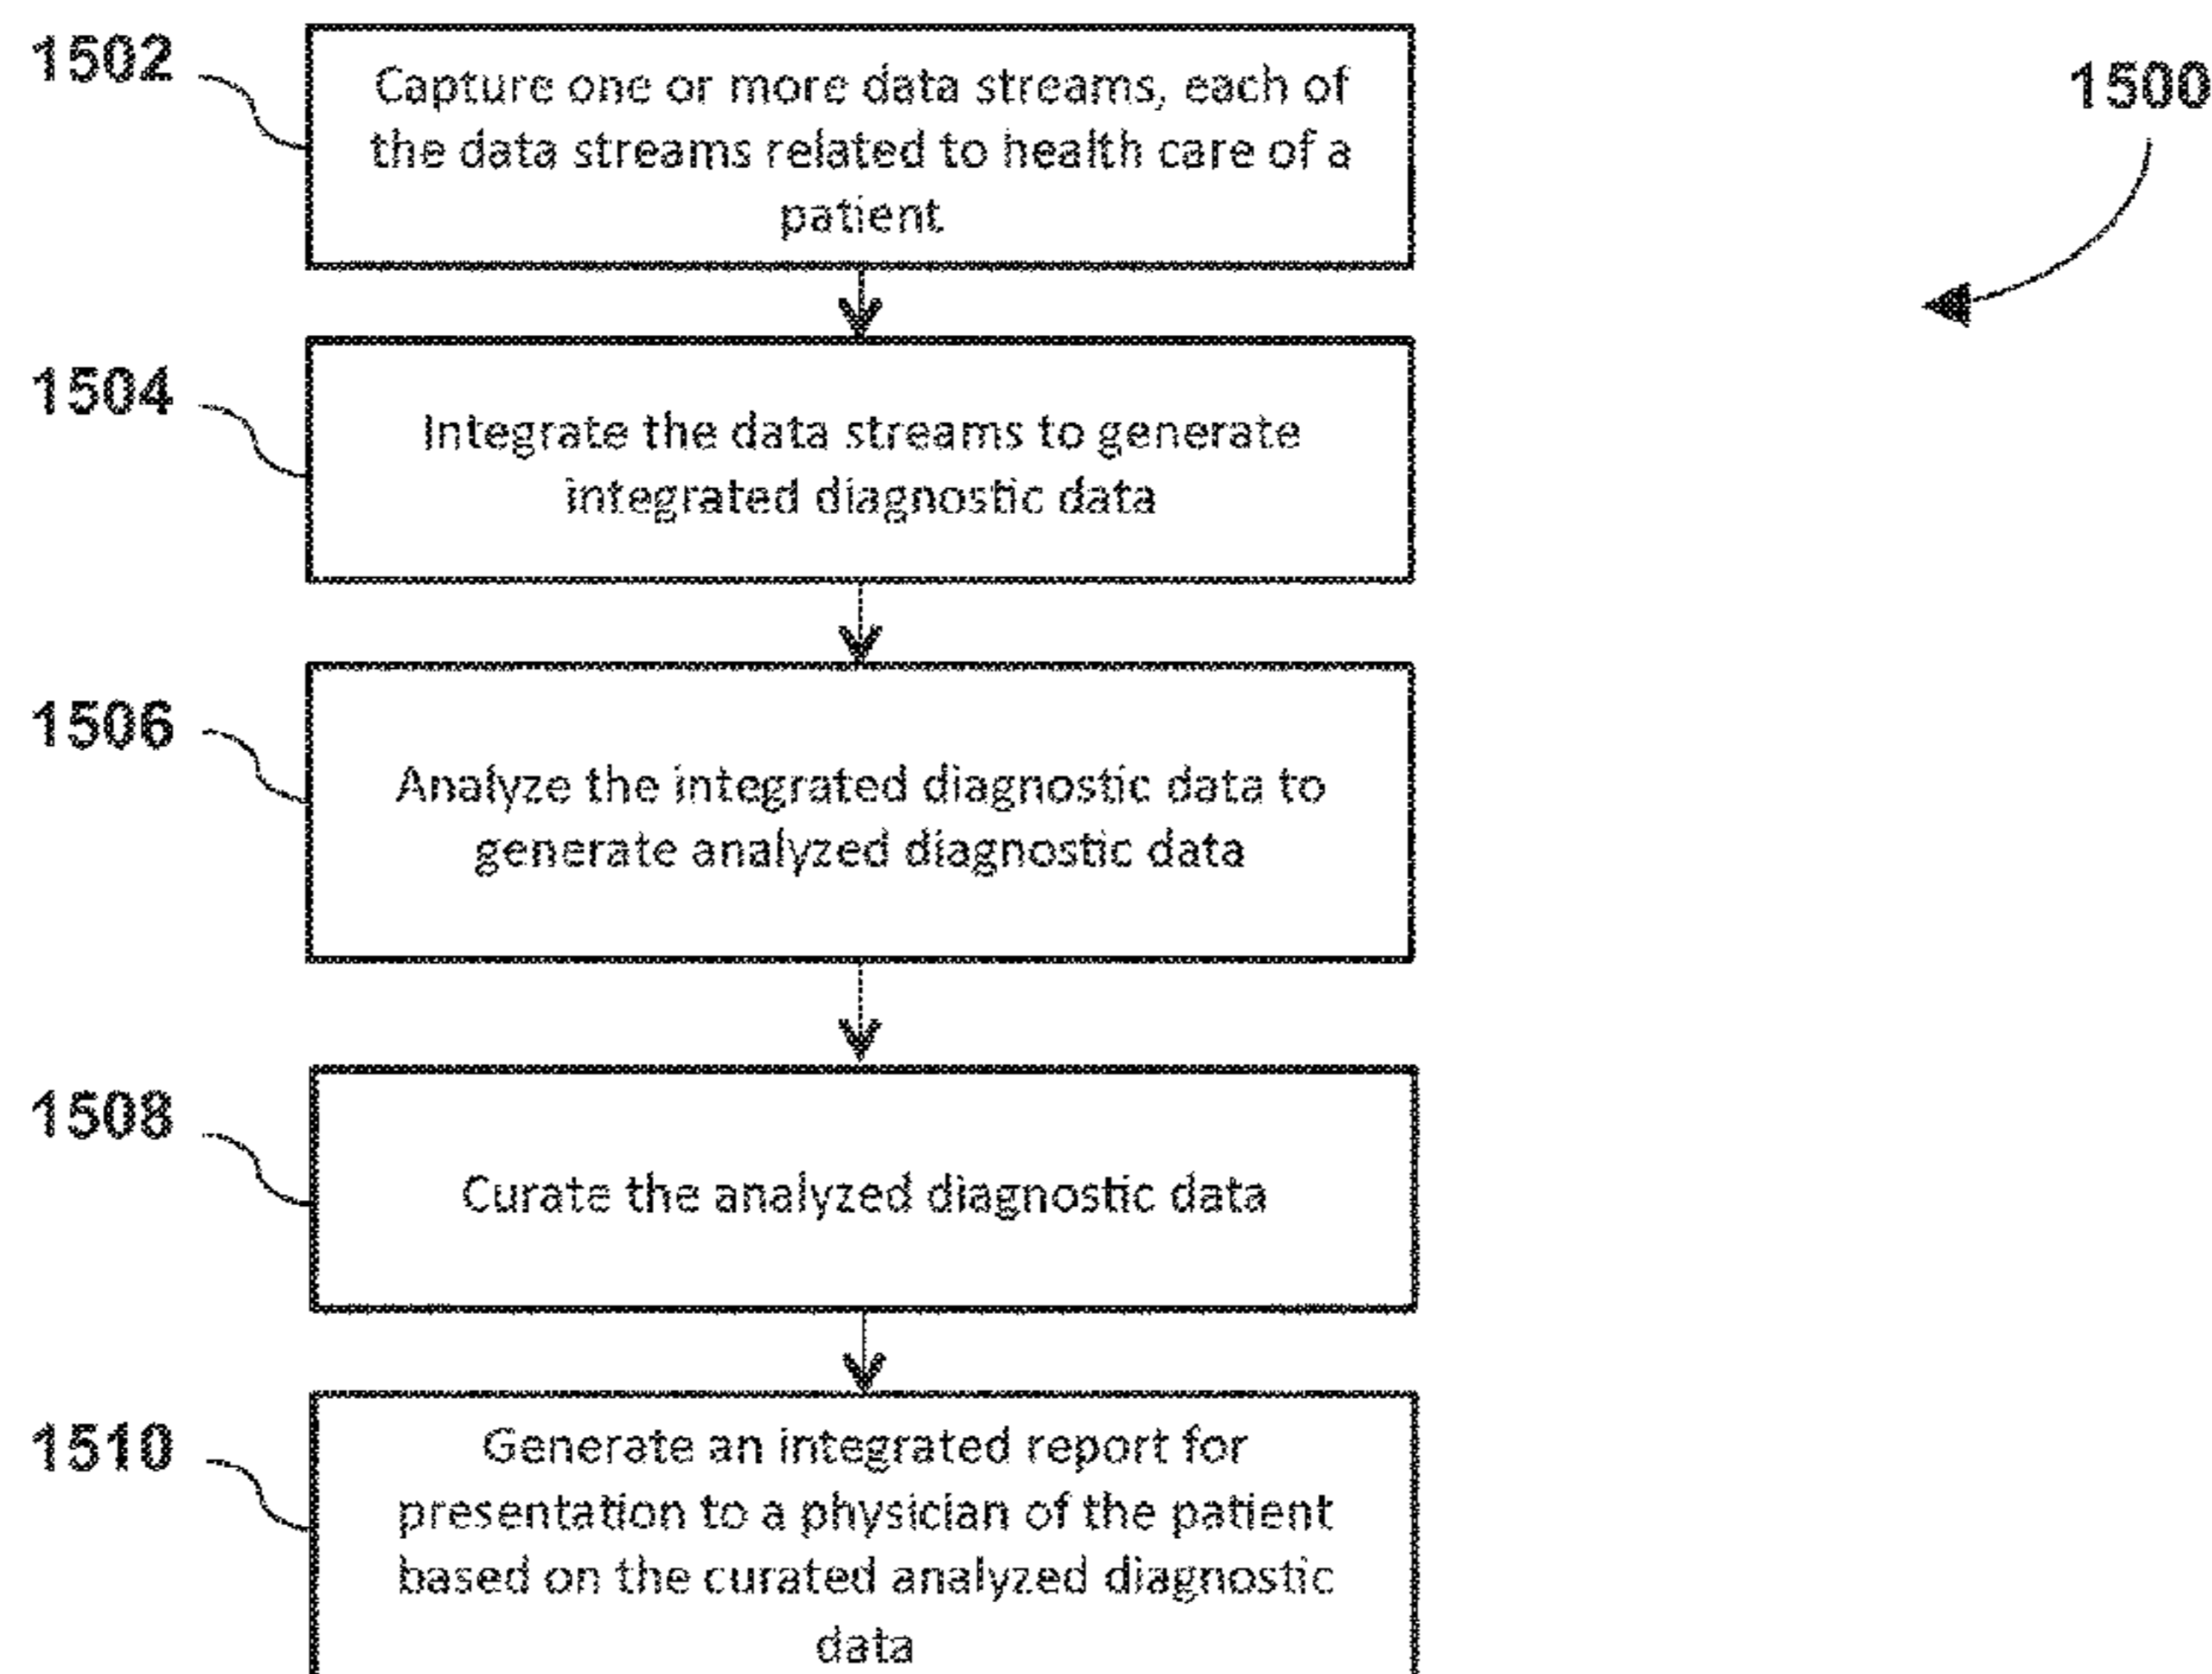 1502
Capture one or more data streams, each of
the data streams related to health care of a
patient
1500
1504
Integrate the data streams to generate
integrated diagnostic data
1506
Analyze the integrated diagnostic data to
generate analyzed diagnostic data
1508
Curate the analyzed diagnostic data
1510
Generate an integrated report for
presentation to a physician of the patient
based on the curated analyzed diagnostic
data